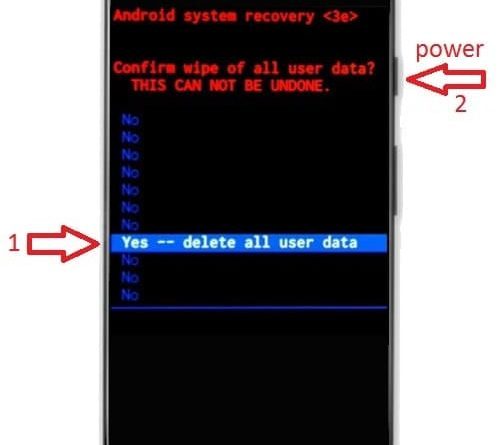 Android system recovery <3e>
power
Confirm wipe of all user data?
THIS CAN NOT BE UNDONE.
2
No
No
No
No
No
No
No
1
Yes -- delete all user data
No
No
No